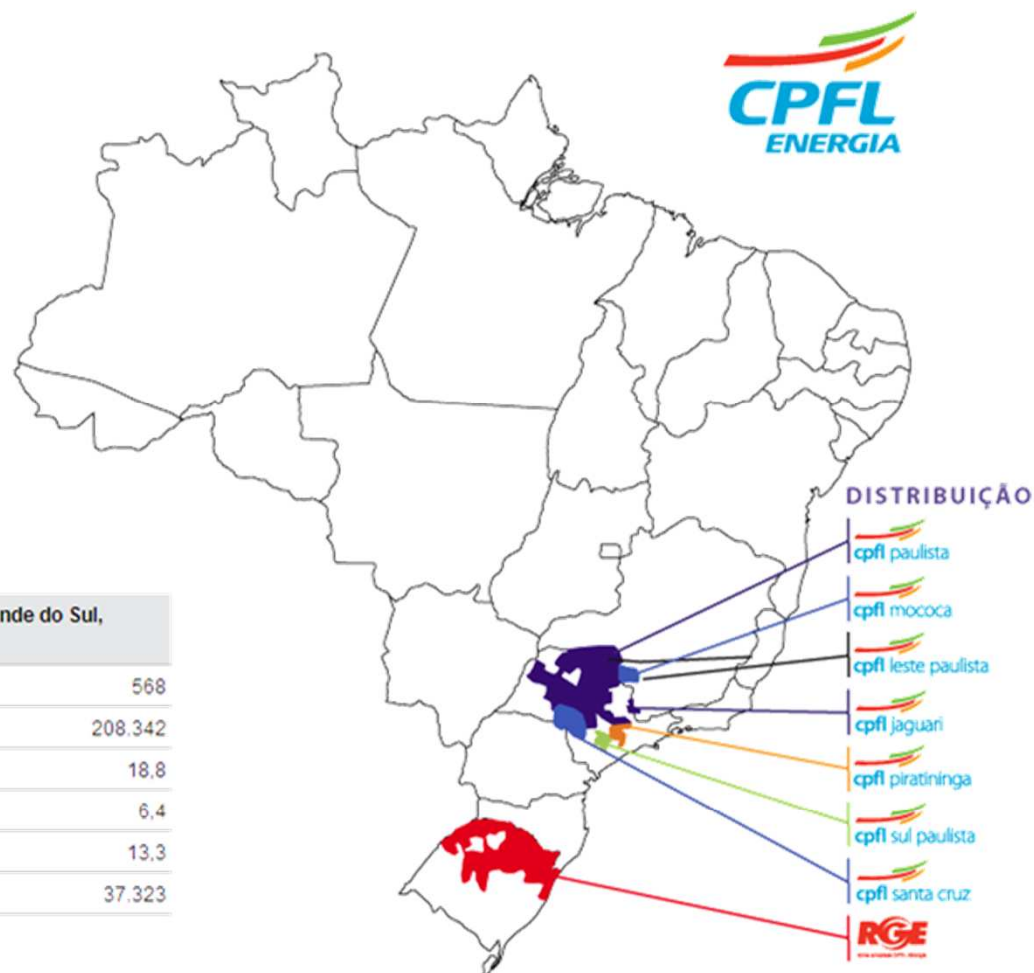 CPFL
ENERGIA
DISTRIBUIÇÃO
cpfl paulista
cpfl mococa
cpfl leste paulista
cpfl jaguari
cpfl piratininga
cpfl sul paulista
cpfl santa cruz
RGE
nde do Sul,
568
208.342
18,8
6,4
13,3
37.323